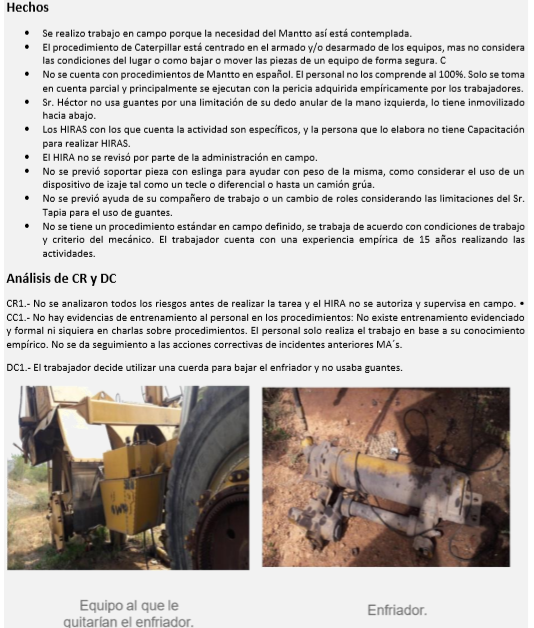 Hechos
• Se realizo trabajo en campo porque la necesidad del Mantto así está contemplada.
• El procedimiento de Caterpillar está centrado en el armado y/o desarmado de los equipos, mas no considera
las condiciones del lugar o como bajar o mover las piezas de un equipo de forma segura. C
• No se cuenta con procedimientos de Mantto en español. El personal no los comprende al 100%. Solo se toma
en cuenta parcial y principalmente se ejecutan con la pericia adquirida empíricamente por los trabajadores.
• Sr. Héctor no usa guantes por una limitación de su dedo anular de la mano izquierda, lo tiene inmovilizado
hacia abajo.
• Los HIRAS con los que cuenta la actividad son específicos, y la persona que lo elabora no tiene Capacitación
para realizar HIRAS.
• El HIRA no se revisó por parte de la administración en campo.
• No se previó soportar pieza con eslinga para ayudar con peso de la misma, como considerar el uso de un
dispositivo de izaje tal como un tecle o diferencial o hasta un camión grúa.
• No se previó ayuda de su compañero de trabajo o un cambio de roles considerando las limitaciones del Sr.
Tapia para el uso de guantes.
• No se tiene un procedimiento estándar en campo definido, se trabaja de acuerdo con condiciones de trabajo
y criterio del mecánico. El trabajador cuenta con una experiencia empírica de 15 años realizando las
actividades.
Análisis de CR y DC
CR1.- No se analizaron todos los riesgos antes de realizar la tarea y el HIRA no se autoriza y supervisa en campo. •
CC1.- No hay evidencias de entrenamiento al personal en los procedimientos: No existe entrenamiento evidenciado
y formal ni siquiera en charlas sobre procedimientos. El personal solo realiza el trabajo en base a su conocimiento
empírico. No se da seguimiento a las acciones correctivas de incidentes anteriores MA´s.
DC1.- El trabajador decide utilizar una cuerda para bajar el enfriador y no usaba guantes.
Equipo al que le
quitarían el enfriador.
Enfriador.